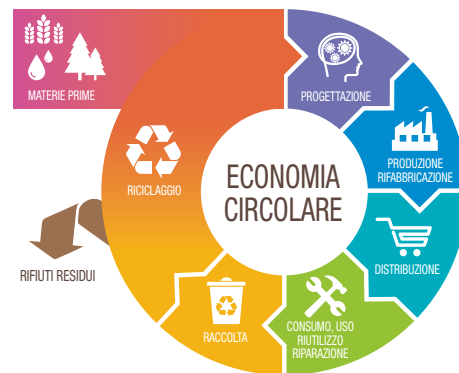 MATERIE PRIME
PROGETTAZIONE
PRODUZIONE
RIFABBRICAZIONE
RICICLAGGIO
ECONOMIA
CIRCOLARE
DISTRIBUZIONE
RIFIUTI RESIDUI
RACCOLTA
CONSUMO, USO
RIUTILIZZO
RIPARAZIONE